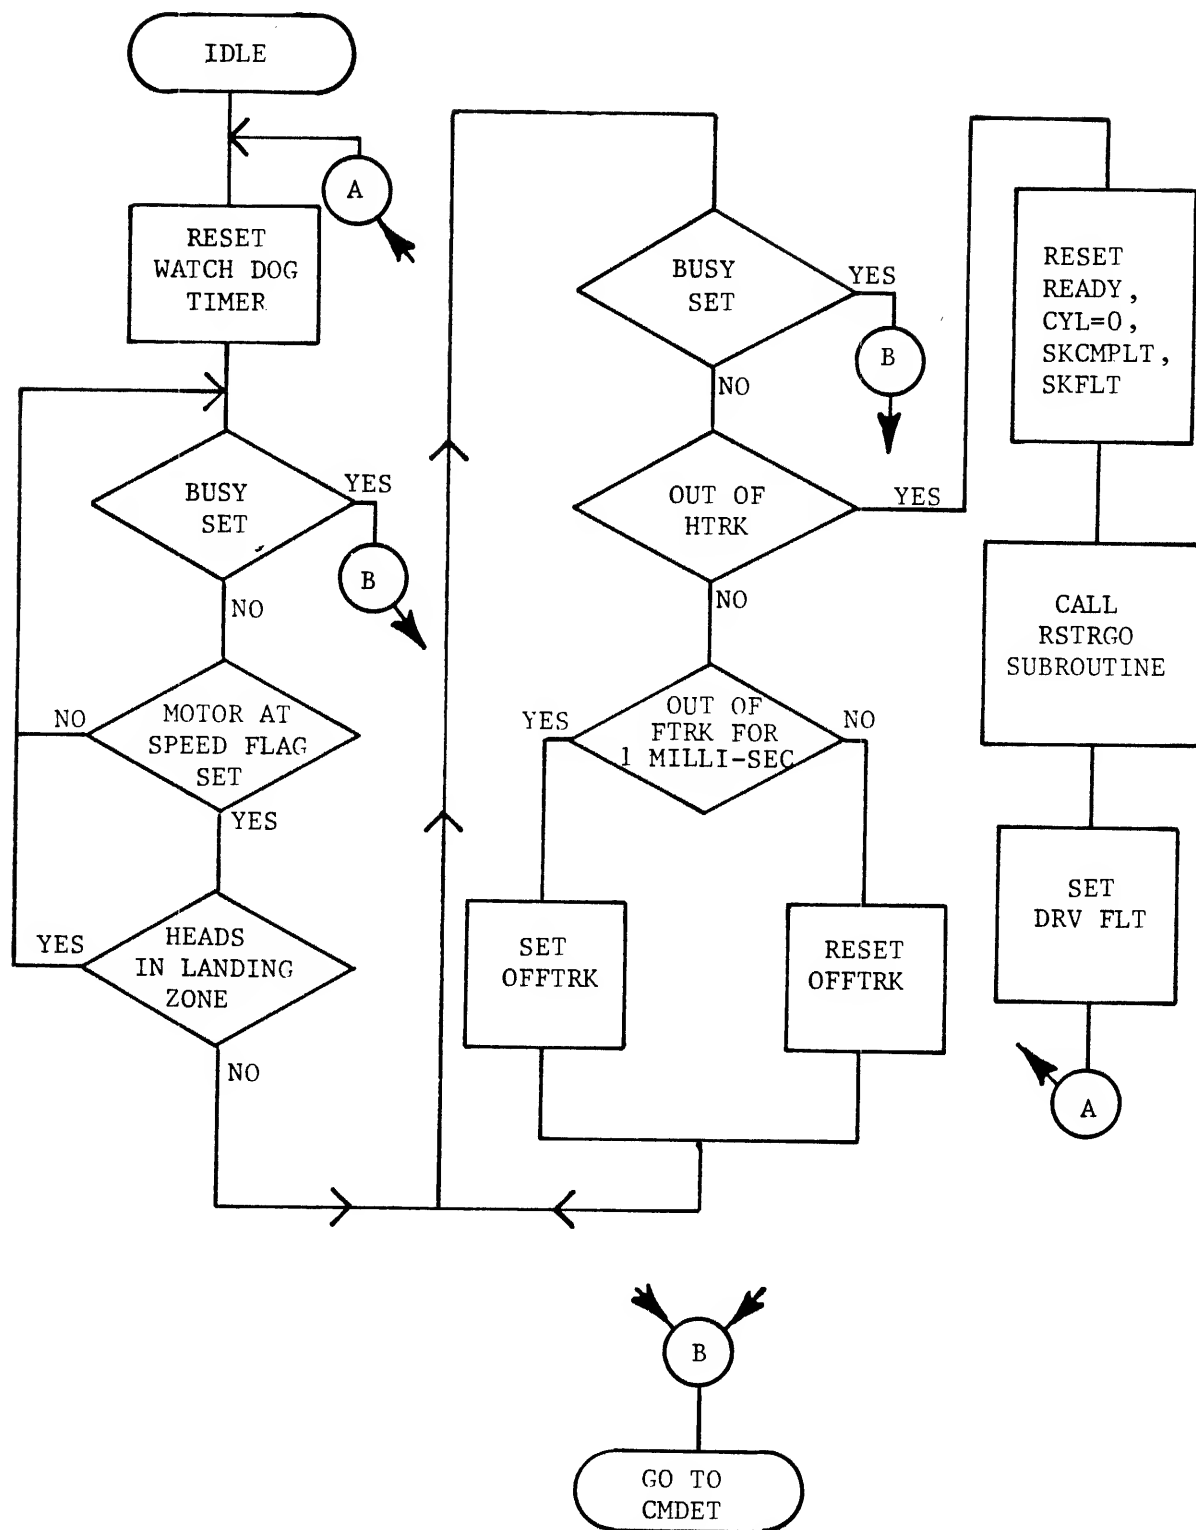 IDLE
A
RESET
WATCH DOG
TIMER
BUSY
SET
YES
B
NO
MOTOR AT
SPEED FLAG
SET
NO
YES
HEADS
IN LANDING
ZONE
YES
NO
BUSY
SET
YES
B
NO
OUT OF
HTRK
YES
NO
OUT OF
FTRK FOR
1 MILLI-SEC
YES
NO
SET
OFFTRK
RESET
OFFTRK
RESET
READY,
CYL=0,
SKCMPLT,
SKFLT
CALL
RSTRGO
SUBROUTINE
SET
DRV FLT
A
B
GO TO
CMDET